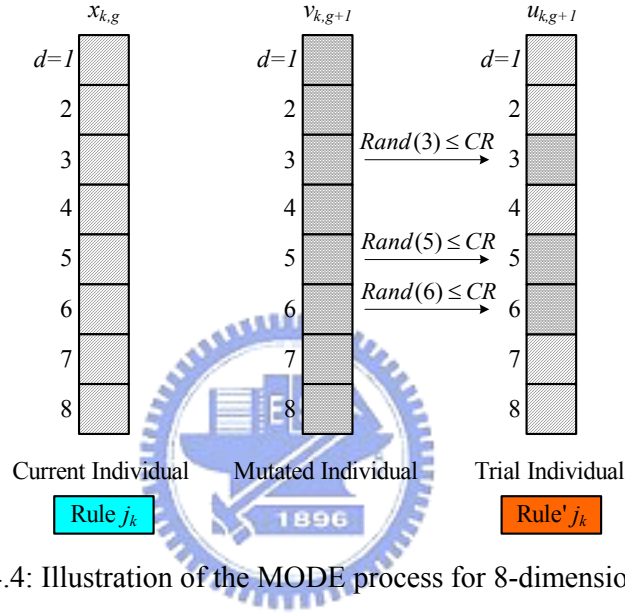 x_{k,g} v_{k,g+1} u_{k,g+1}
d=1 d=1 d=1
2 2 2
3 3 Rand(3) ≤ CR 3
4 4 4
5 5 Rand(5) ≤ CR 5
6 6 Rand(6) ≤ CR 6
7 7 7
8 8 8
Current Individual Mutated Individual Trial Individual
Rule j_k Rule' j_k
1896
.4: Illustration of the MODE process for 8-dimensio